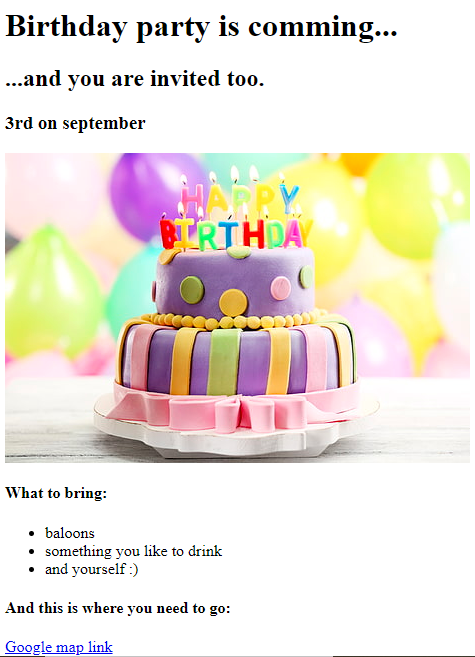 Birthday party is comming...
...and you are invited too.
3rd on september
HAPPY
BIRTHDAY
What to bring:
baloons
something you like to drink
and yourself :)
And this is where you need to go:
Google map link